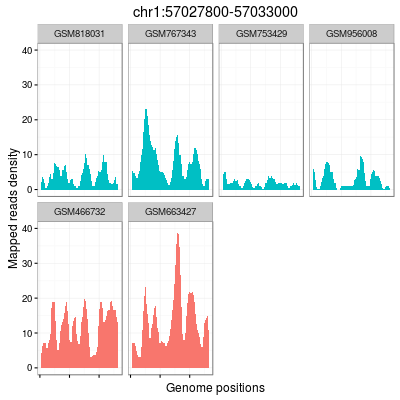 chr1:57027800-57033000
GSM818031 GSM767343 GSM753429 GSM956008
40
30
20
10
0
Mapped reads density
GSM466732 GSM663427
40
30
20
10
0
Genome positions